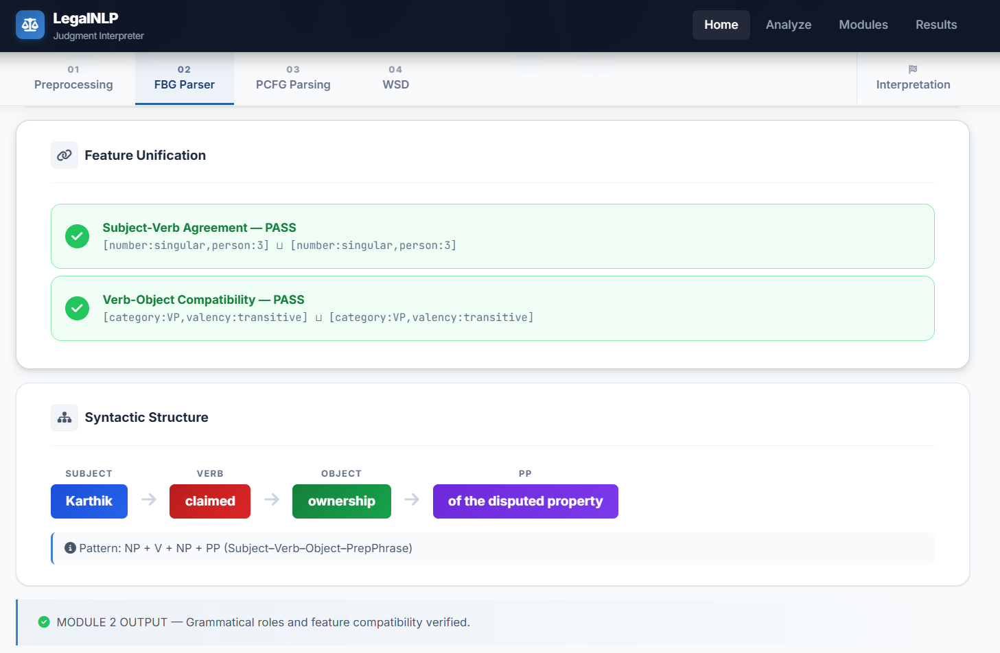 LegalNLP
Judgment Interpreter
Home
Analyze
Modules
Results
01
Preprocessing
02
FBG Parser
03
PCFG Parsing
04
WSD
Interpretation
Feature Unification
Subject-Verb Agreement — PASS
[number:singular,person:3] ⊔ [number:singular,person:3]
Verb-Object Compatibility — PASS
[category:VP,valency:transitive] ⊔ [category:VP,valency:transitive]
Syntactic Structure
SUBJECT
Karthik
VERB
claimed
OBJECT
ownership
PP
of the disputed property
Pattern: NP + V + NP + PP (Subject–Verb–Object–PrepPhrase)
MODULE 2 OUTPUT — Grammatical roles and feature compatibility verified.